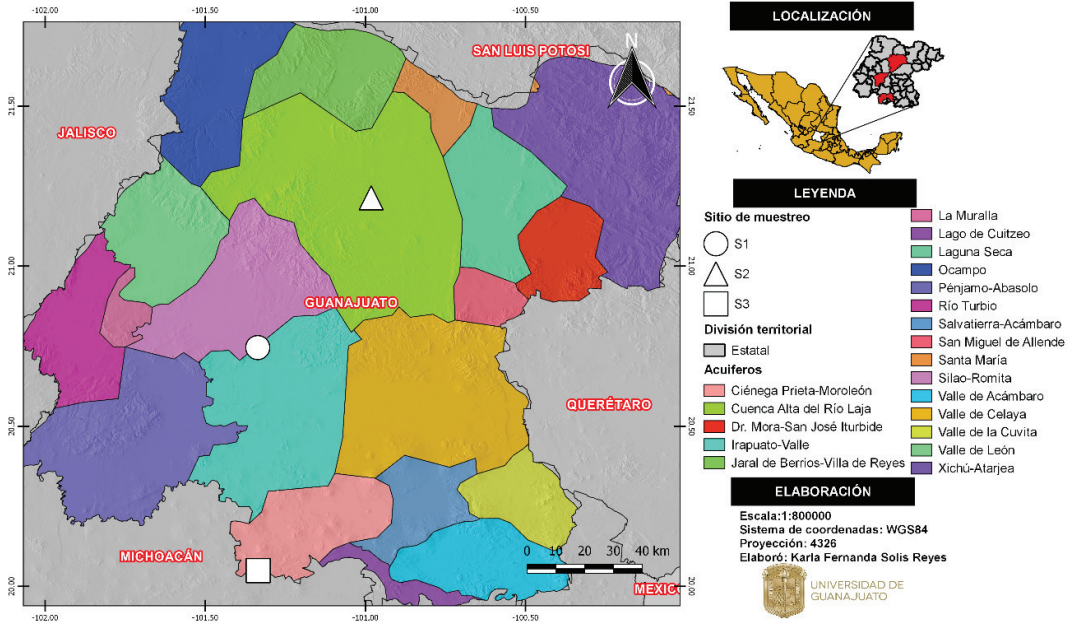 -102.00
-101.50
-101.00
-100.50
21.50
21.00
20.50
20.00
21.50
21.00
20.50
20.00
-102.00
-101.50
-101.00
-100.50
SAN LUIS POTOSI
N
JALISCO
GUANAJUATO
QUERÉTARO
MICHOACÁN
MEXICO
0 10 20 30 40 km
LOCALIZACIÓN
LEYENDA
Sitio de muestreo
S1
S2
S3
División territorial
Estatal
Acuiferos
Ciénega Prieta-Moroleón
Cuenca Alta del Río Laja
Dr. Mora-San José Iturbide
Irapuato-Valle
Jaral de Berrios-Villa de Reyes
La Muralla
Lago de Cuitzeo
Laguna Seca
Ocampo
Pénjamo-Abasolo
Río Turbio
Salvatierra-Acámbaro
San Miguel de Allende
Santa María
Silao-Romita
Valle de Acámbaro
Valle de Celaya
Valle de la Cuvita
Valle de León
Xichú-Atarjea
ELABORACIÓN
Escala:1:800000
Sistema de coordenadas: WGS84
Proyección: 4326
Elaboró: Karla Fernanda Solis Reyes
UNIVERSIDAD DE
GUANAJUATO